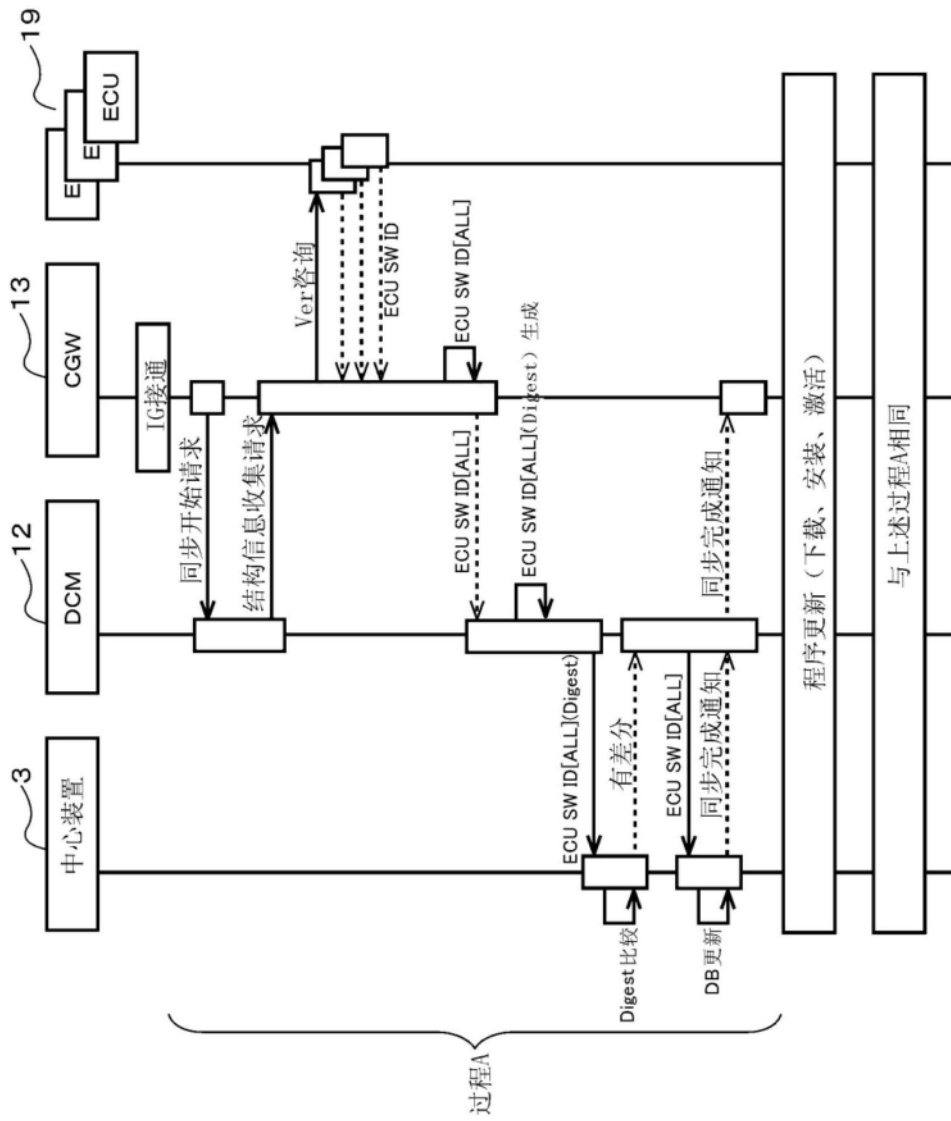 中心装置
3
DCM
12
CGW
13
E
E
ECU
19
IG接通
同步开始请求
结构信息收集请求
Ver咨询
ECU SW ID
ECU SW ID[ALL]
ECU SW ID[ALL]
ECU SW ID[ALL](Digest) 生成
ECU SW ID[ALL](Digest)
Digest比较
有差分
ECU SW ID[ALL]
DB更新
同步完成通知
同步完成通知
过程A
程序更新（下载、安装、激活）
与上述过程A相同